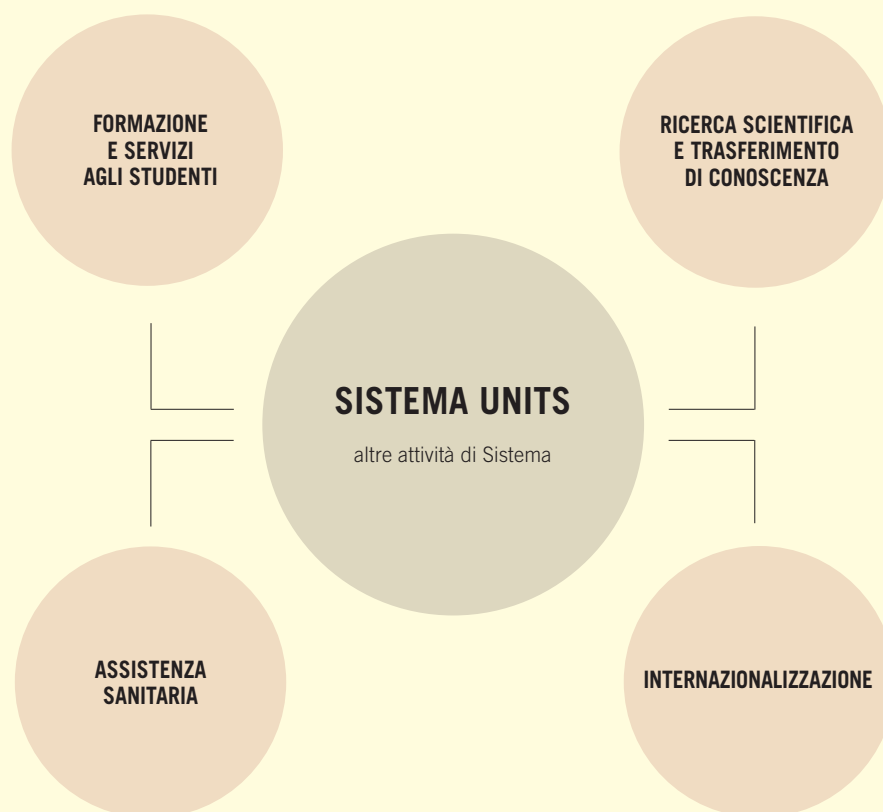 FORMAZIONE
E SERVIZI
AGLI STUDENTI
RICERCA SCIENTIFICA
E TRASFERIMENTO
DI CONOSCENZA
SISTEMA UNITS
altre attività di Sistema
ASSISTENZA
SANITARIA
INTERNAZIONALIZZAZIONE